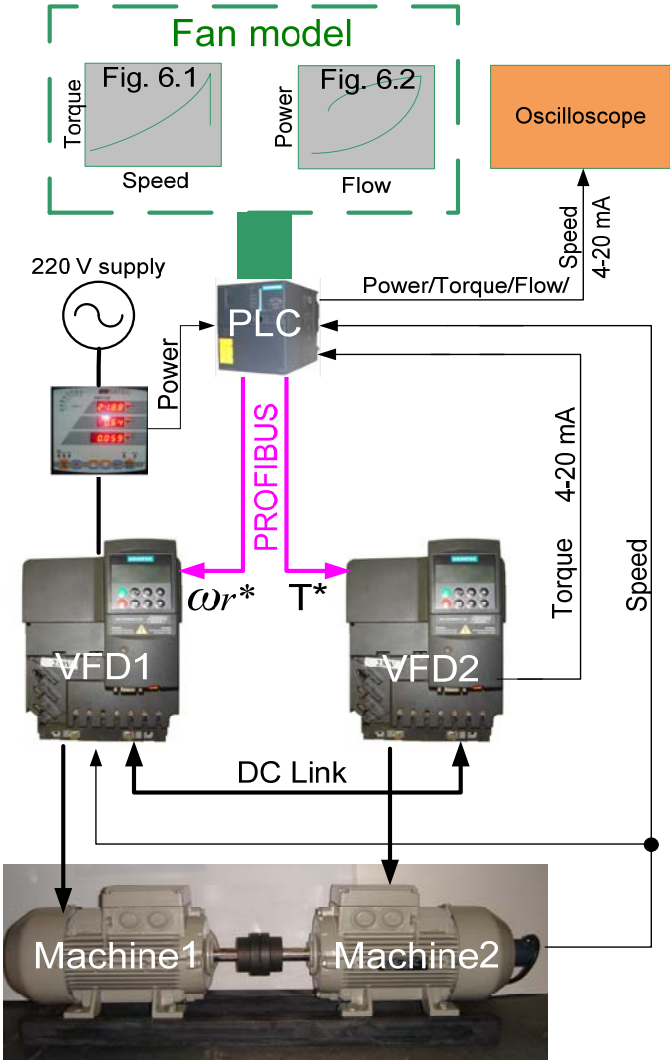 Fan model
Fig. 6.1
Fig. 6.2
Torque
Speed
Power
Flow
Oscilloscope
Speed
4-20 mA
220 V supply
PLC
Power/Torque/Flow/
Power
PROFIBUS
4-20 mA
Torque
Speed
ωr*
T*
VFD1
VFD2
DC Link
Machine1
Machine2